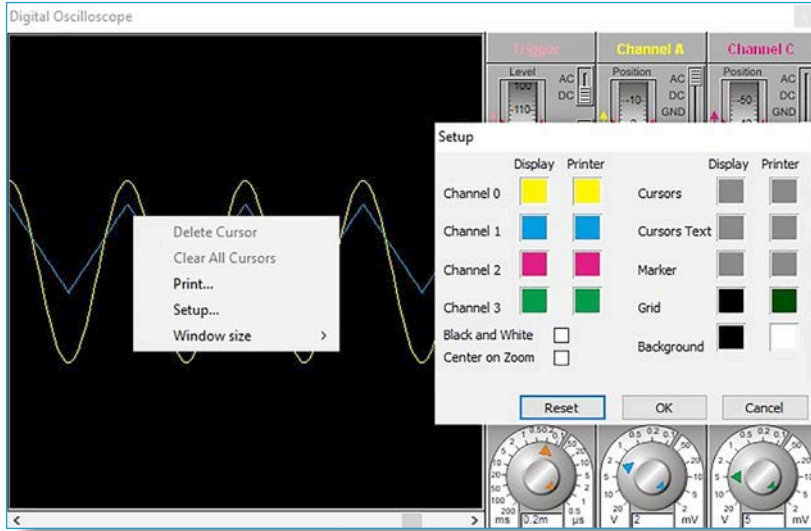 Digital Oscilloscope
Trigger
Channel A
Channel C
Level
AC
DC
-110-
Position
AC
DC
GND
-10
Position
AC
DC
GND
-50
Setup
Display Printer
Display Printer
Channel 0
Cursors
Channel 1
Cursors Text
Channel 2
Marker
Channel 3
Grid
Black and White
Background
Center on Zoom
Reset
OK
Cancel
Delete Cursor
Clear All Cursors
Print...
Setup...
Window size >
ms 0.2m µs
V 2 mV
V 5 mV